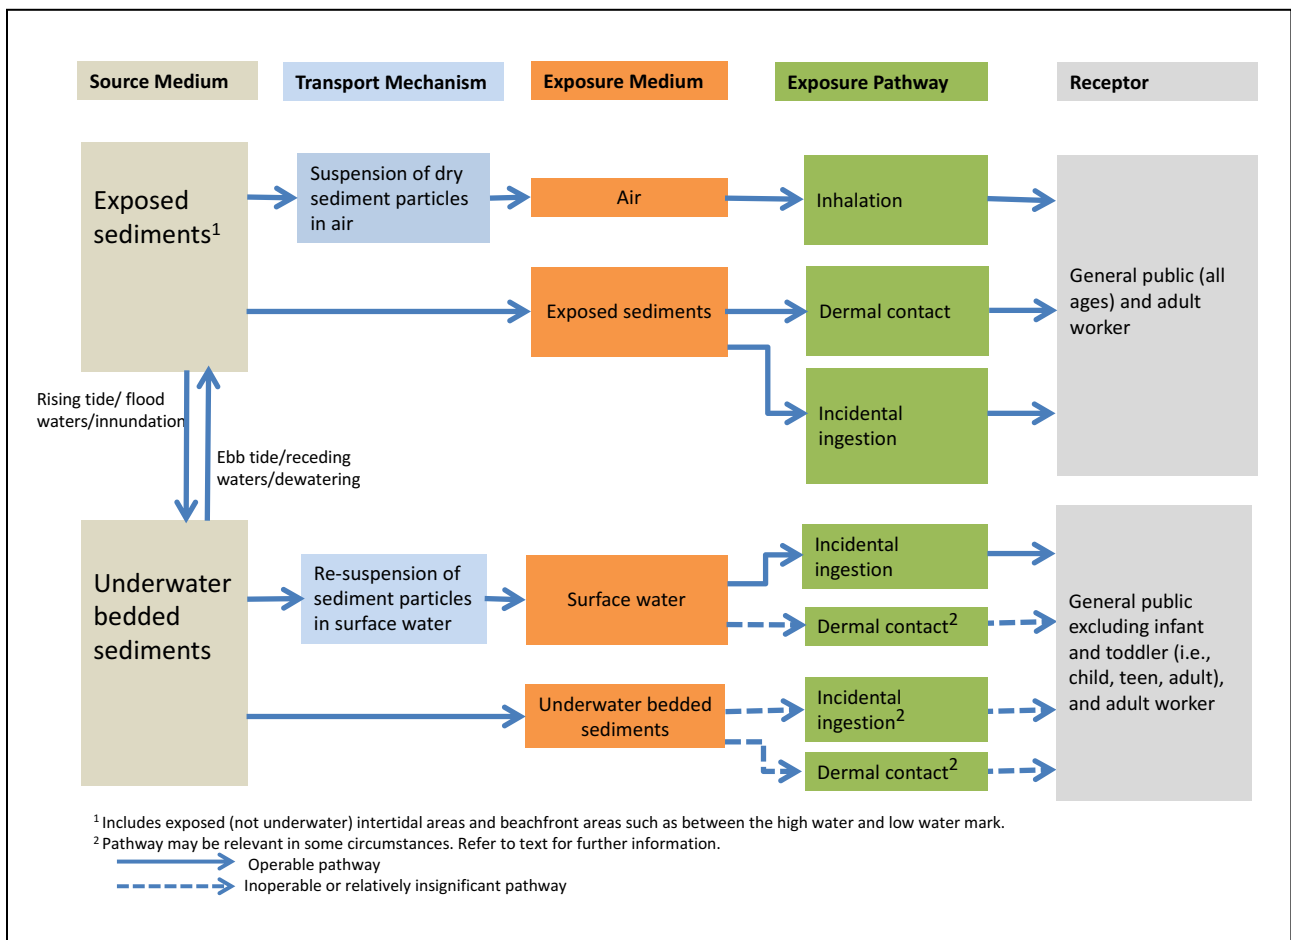 Source Medium
Transport Mechanism
Exposure Medium
Exposure Pathway
Receptor
Exposed
sediments1
Suspension of dry
sediment particles
in air
Air
Inhalation
Exposed sediments
Dermal contact
General public (all
ages) and adult
worker
Incidental
ingestion
Rising tide/ flood
waters/innundation
Ebb tide/receding
waters/dewatering
Underwater
bedded
sediments
Re-suspension of
sediment particles
in surface water
Surface water
Incidental
ingestion
Dermal contact2
General public
excluding infant
and toddler (i.e.,
child, teen, adult),
and adult worker
Underwater bedded
sediments
Incidental
ingestion2
Dermal contact2
1 Includes exposed (not underwater) intertidal areas and beachfront areas such as between the high water and low water mark.
2 Pathway may be relevant in some circumstances. Refer to text for further information.
Operable pathway
Inoperable or relatively insignificant pathway